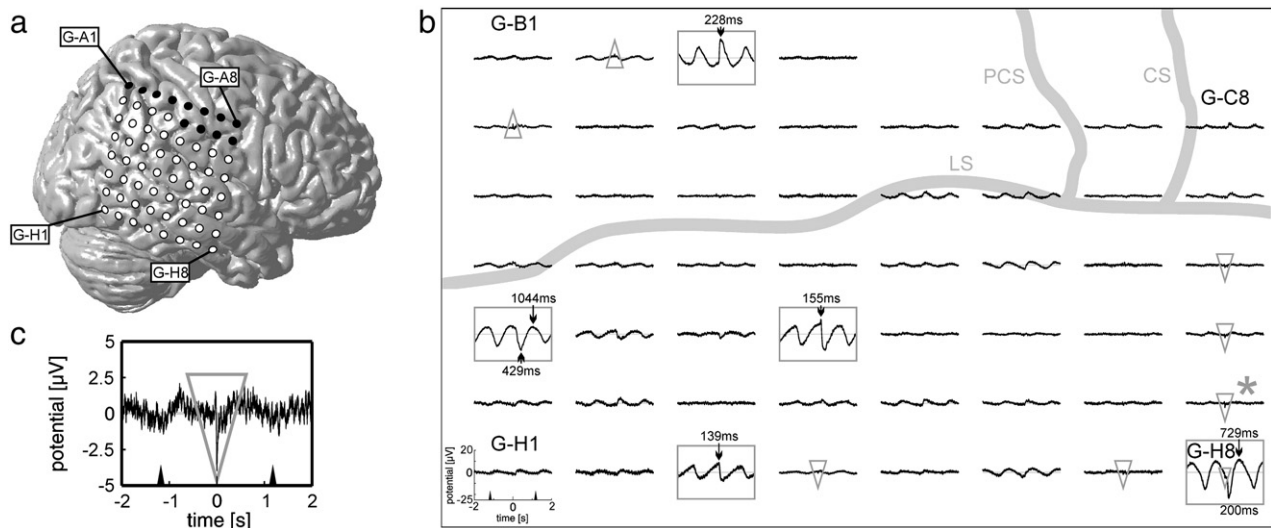 a
G-A1
G-A8
G-H1
G-H8
b
G-B1
228ms
PCS
CS
G-C8
LS
1044ms
429ms
155ms
*
G-H1
139ms
729ms
G-H8
200ms
potential [µV]
20
0
-25
-2 0 2
time [s]
c
potential [µV]
5
2.5
0
-2.5
-5
-2 -1 0 1 2
time [s]